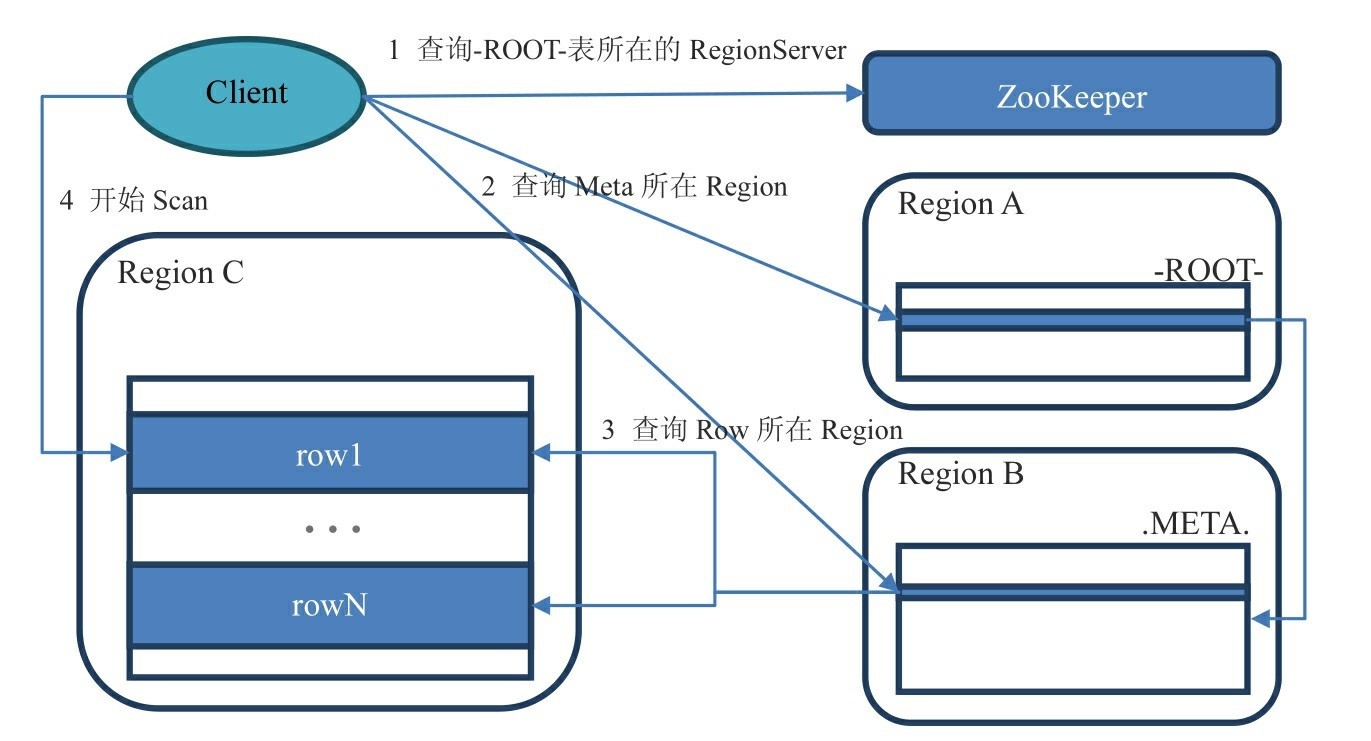 1 查询-ROOT-表所在的 RegionServer
Client
ZooKeeper
2 查询 Meta 所在 Region
4 开始 Scan
Region A
-ROOT-
Region C
3 查询 Row 所在 Region
row1
Region B
.META.
...
rowN